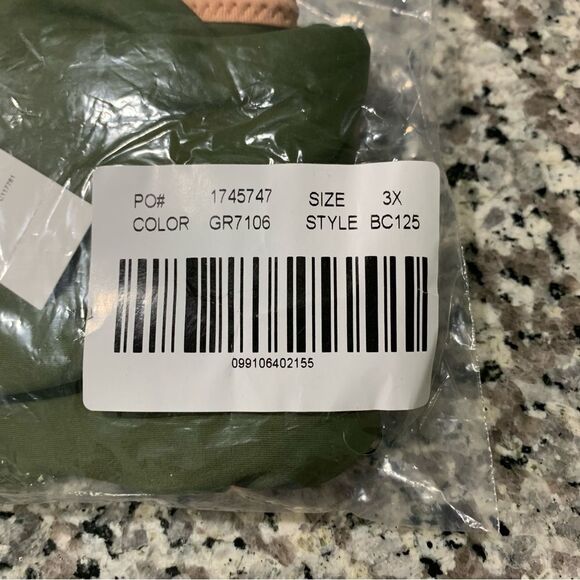 PO# 1745747 SIZE 3X
COLOR GR7106 STYLE BC125
099106402155